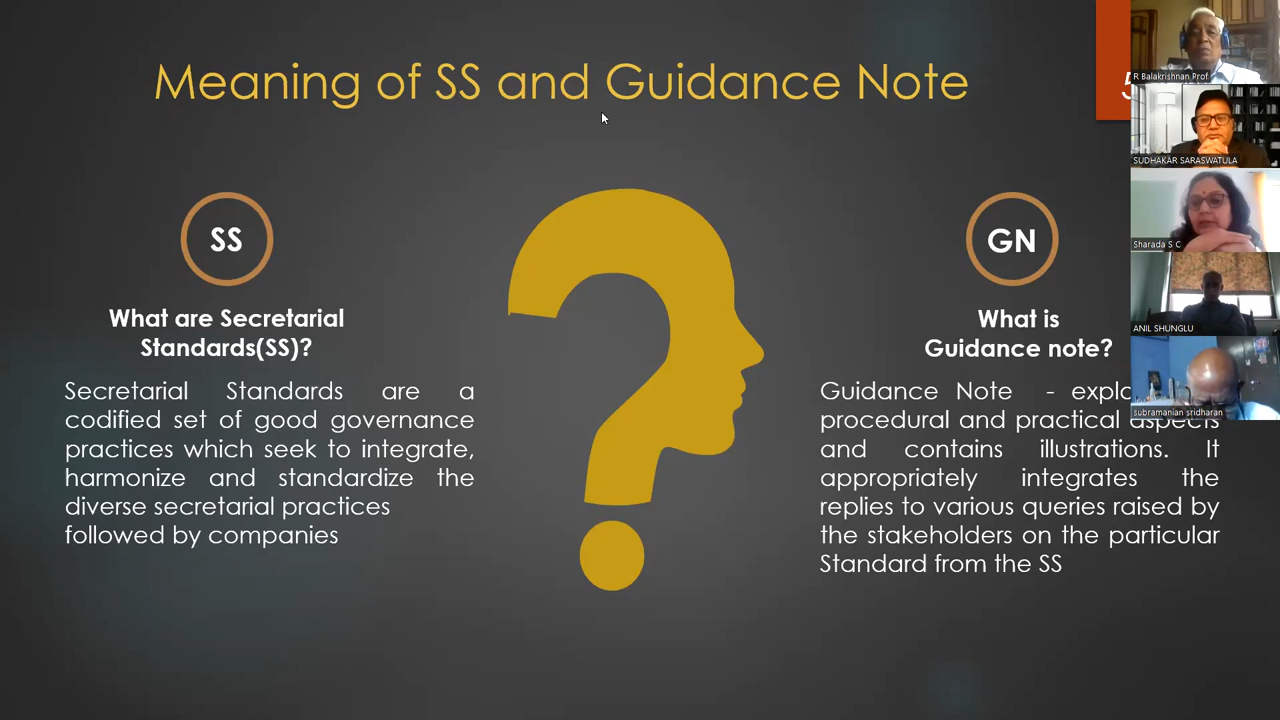 Meaning of SS and Guidance Note
SS
What are Secretarial
Standards(SS)?
Secretarial Standards are a
codified set of good governance
practices which seek to integrate,
harmonize and standardize the
diverse secretarial practices
followed by companies
GN
What is
Guidance note?
Guidance Note -
procedural and practical aspects
and contains illustrations. It
appropriately integrates the
replies to various queries raised by
the stakeholders on the particular
Standard from the SS
R Balakrishnan Prof
SUDHAKAR SARASWATULA
Sharada S C
ANIL SHUNGLU
subramanian sridharan